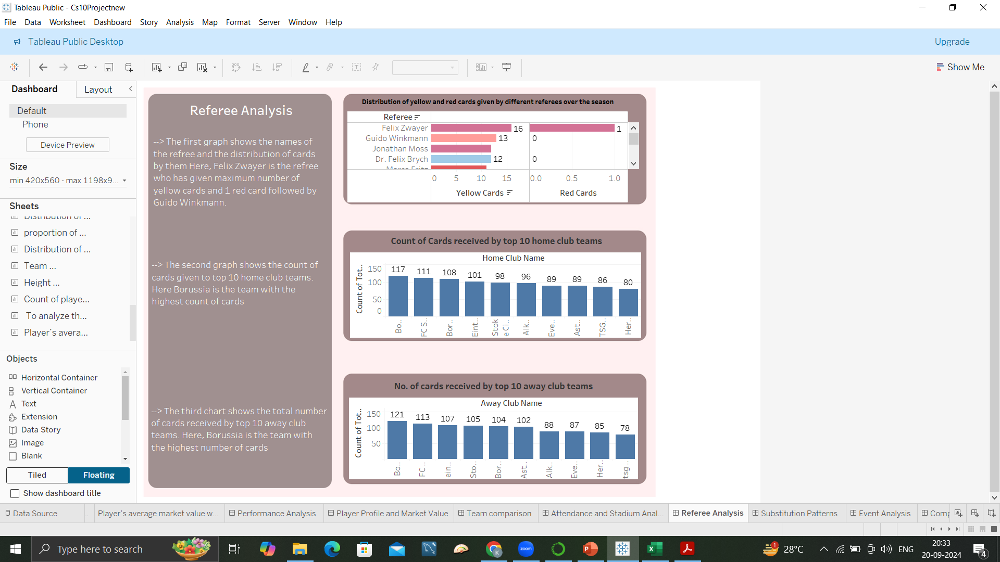 Tableau Public - Cs10Projectnew
File Data Worksheet Dashboard Story Analysis Map Format Server Window Help
Tableau Public Desktop
Upgrade
Show Me
Dashboard
Layout
Default
Phone
Device Preview
Size
min 420x560 - max 1198x9...
Sheets
Distribution of ...
proportion of ...
Distribution of ...
Team ...
Height ...
Count of playe...
To analyze th...
Player's avera...
Objects
Horizontal Container
Vertical Container
Text
Extension
Data Story
Image
Blank
Tiled
Floating
Show dashboard title
Referee Analysis
--> The first graph shows the names of
the refree and the distribution of cards
by them Here, Felix Zwayer is the refree
who has given maximum number of
yellow cards and 1 red card followed by
Guido Winkmann.
--> The second graph shows the count of
cards given to top 10 home club teams.
Here Borussia is the team with the
highest count of cards
--> The third chart shows the total number
of cards received by top 10 away club
teams. Here, Borussia is the team with
the highest number of cards
Distribution of yellow and red cards given by different referees over the season
Referee
Felix Zwayer 16 1
Guido Winkmann 13 0
Jonathan Moss
Dr. Felix Brych 12 0
Marco Fritz
0 5 10 15 0.0 0.5 1.0
Yellow Cards Red Cards
Count of Cards received by top 10 home club teams
Home Club Name
Count of Tot..
150
100
50
0
117 111 108 101 98 96 89 89 86 80
Bo.. FC S.. Bor.. Eint.. Stok e Ci.. Alk.. Eve.. Ast.. TSG.. Her..
No. of cards received by top 10 away club teams
Away Club Name
Count of Tot..
150
100
50
121 113 107 105 104 102 88 87 85 78
Bo.. FC .. ein.. Sto.. Bor.. Ast.. Alk.. Eve.. Her.. tsg ..
Data Source .. Player's average market value w... Performance Analysis Player Profile and Market Value Team comparison Attendance and Stadium Anal... Referee Analysis Substitution Patterns Event Analysis Comp
Type here to search
zoom
28°C
ENG
20:33
20-09-2024
4